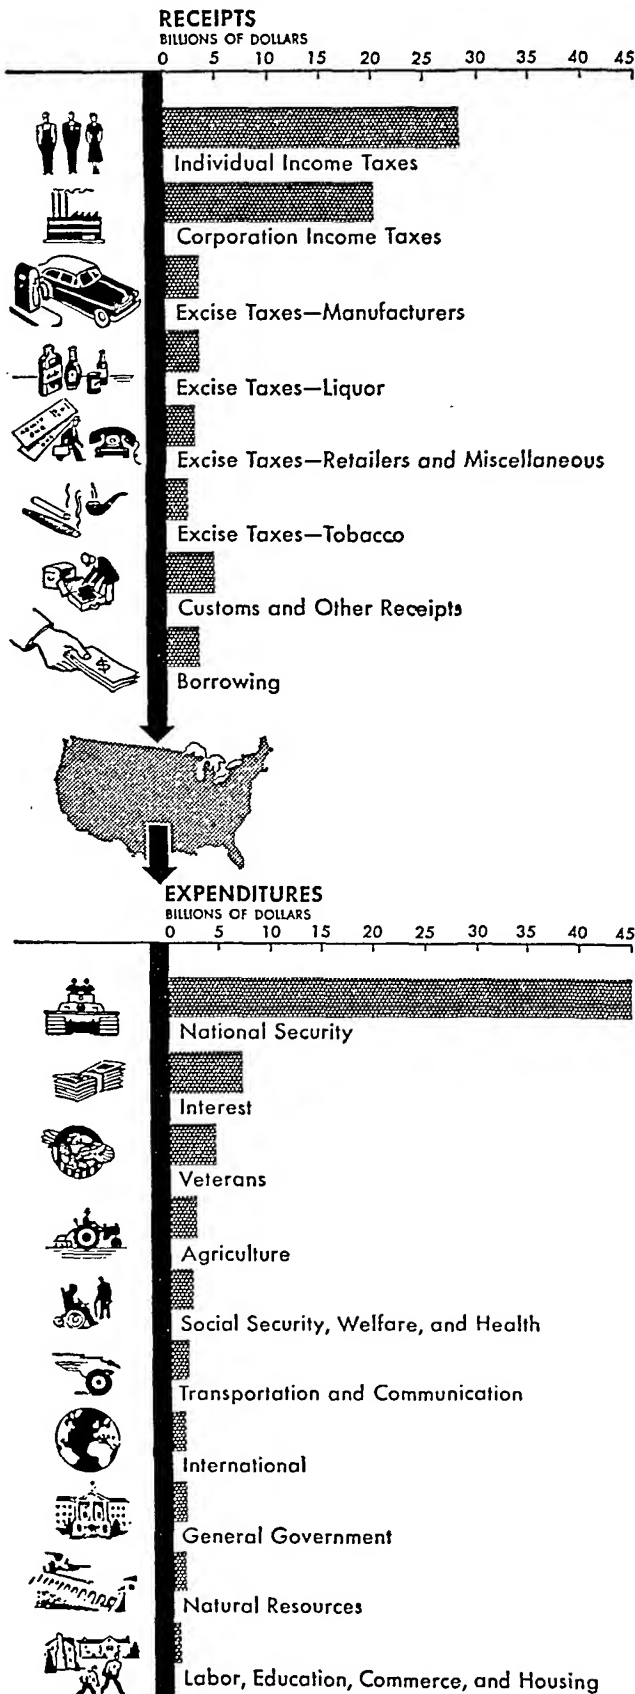 RECEIPTS
BILLIONS OF DOLLARS
0 5 10 15 20 25 30 35 40 45
Individual Income Taxes
Corporation Income Taxes
Excise Taxes—Manufacturers
Excise Taxes—Liquor
Excise Taxes—Retailers and Miscellaneous
Excise Taxes—Tobacco
Customs and Other Receipts
$
Borrowing
EXPENDITURES
BILLIONS OF DOLLARS
0 5 10 15 20 25 30 35 40 45
National Security
Interest
Veterans
Agriculture
Social Security, Welfare, and Health
Transportation and Communication
International
General Government
Natural Resources
Labor, Education, Commerce, and Housing